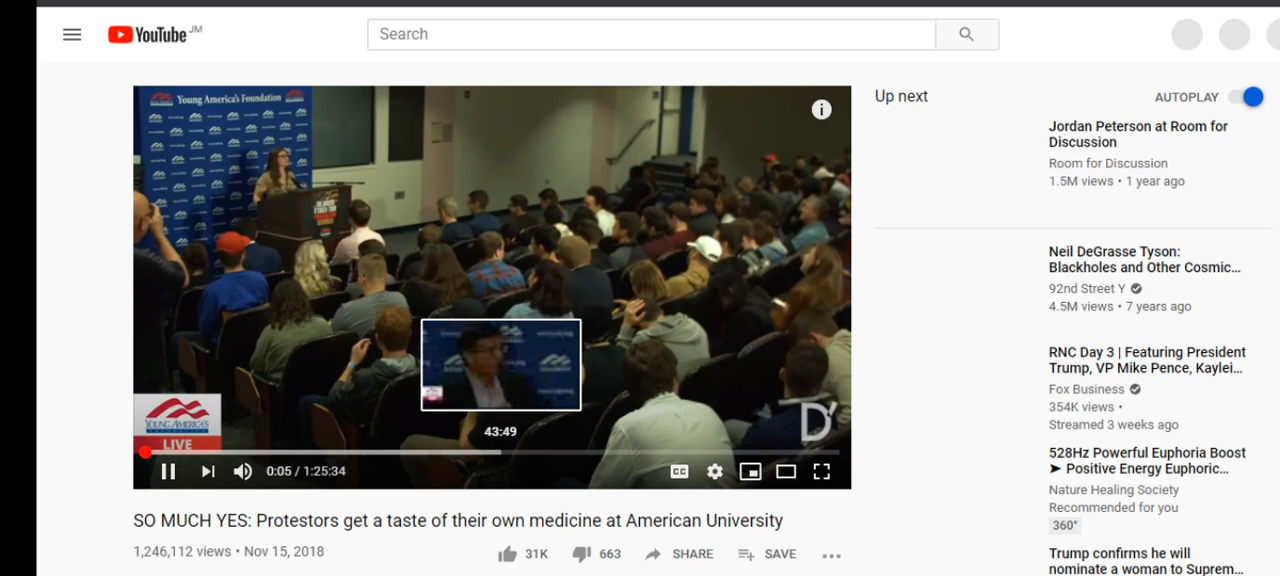 YouTube JM
Search
Young America's Foundation
YOUNG AMERICA'S
LIVE
D'
43:49
0:05 / 1:25:34
CC
SO MUCH YES: Protestors get a taste of their own medicine at American University
1,246,112 views • Nov 15, 2018
31K
663
SHARE
SAVE
Up next
AUTOPLAY
Jordan Peterson at Room for
Discussion
Room for Discussion
1.5M views • 1 year ago
Neil DeGrasse Tyson:
Blackholes and Other Cosmic...
92nd Street Y
4.5M views • 7 years ago
RNC Day 3 | Featuring President
Trump, VP Mike Pence, Kaylei...
Fox Business
354K views •
Streamed 3 weeks ago
528Hz Powerful Euphoria Boost
➤ Positive Energy Euphoric...
Nature Healing Society
Recommended for you
360°
Trump confirms he will
nominate a woman to Suprem...